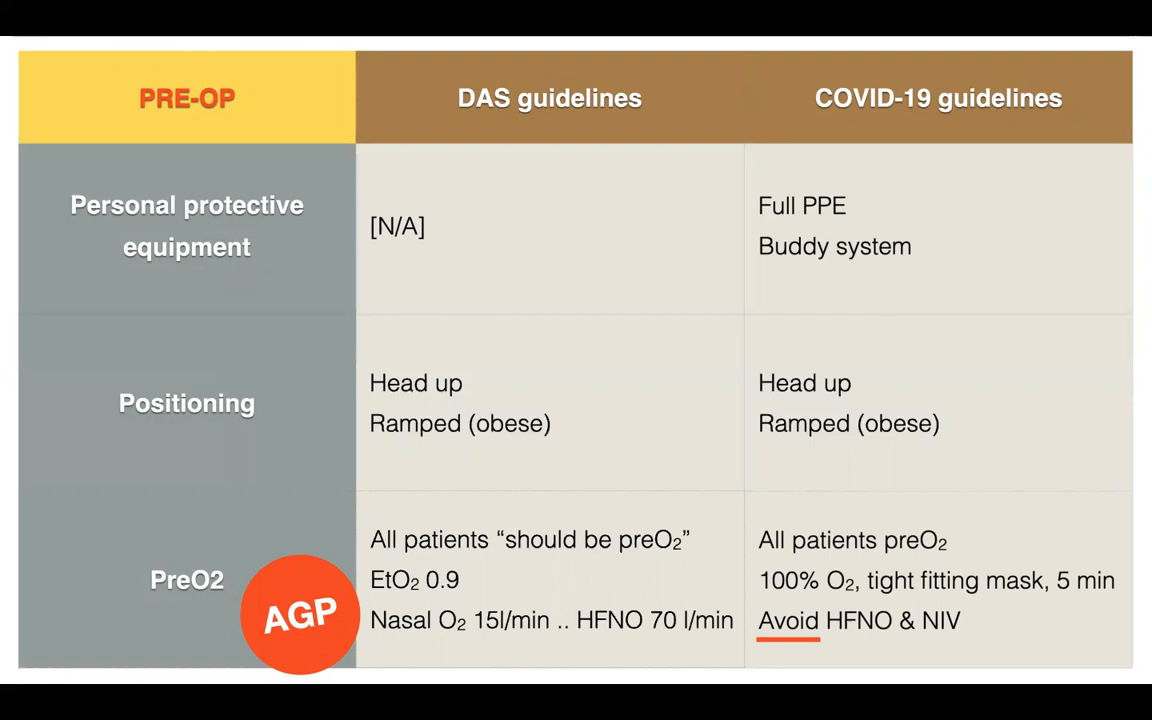 PRE-OP
DAS guidelines
COVID-19 guidelines
Personal protective
equipment
[N/A]
Full PPE
Buddy system
Positioning
Head up
Ramped (obese)
Head up
Ramped (obese)
PreO2
AGP
All patients “should be preO₂”
EtO₂ 0.9
Nasal O₂ 15l/min .. HFNO 70 l/min
All patients preO₂
100% O₂, tight fitting mask, 5 min
Avoid HFNO & NIV